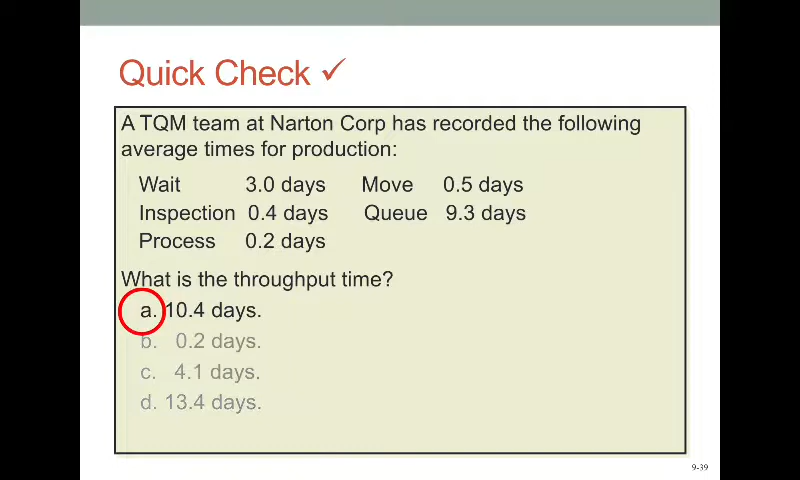 Quick Check ✓
A TQM team at Narton Corp has recorded the following
average times for production:
Wait 3.0 days Move 0.5 days
Inspection 0.4 days Queue 9.3 days
Process 0.2 days
What is the throughput time?
a. 10.4 days.
b. 0.2 days.
c. 4.1 days.
d. 13.4 days.
9-39